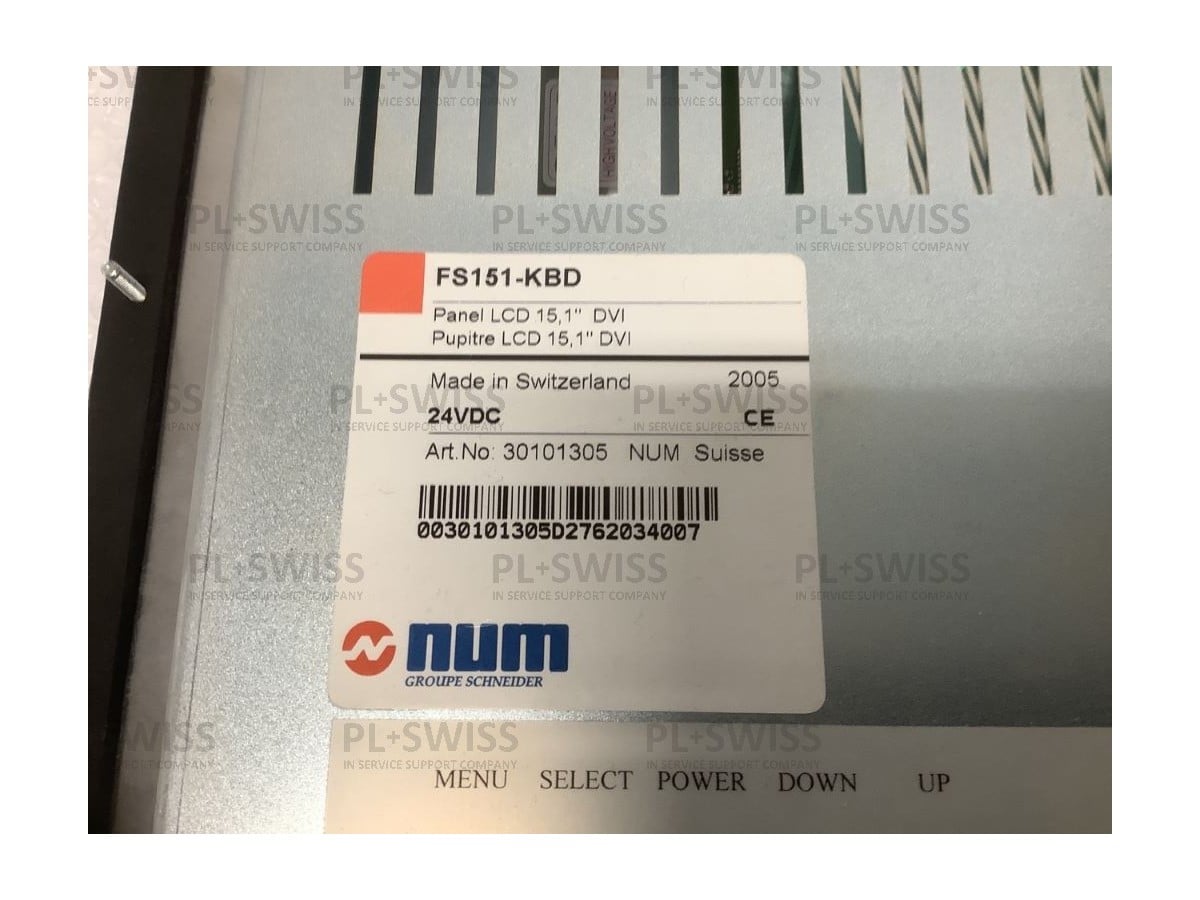 HIGH VOLTAGE
FS151-KBD
Panel LCD 15,1" DVI
Pupitre LCD 15,1" DVI
Made in Switzerland 2005
24VDC CE
Art.No: 30101305 NUM Suisse
0030101305D2762034007
num
GROUPE SCHNEIDER
MENU SELECT POWER DOWN UP
PL+SWISS
IN SERVICE SUPPORT COMPANY